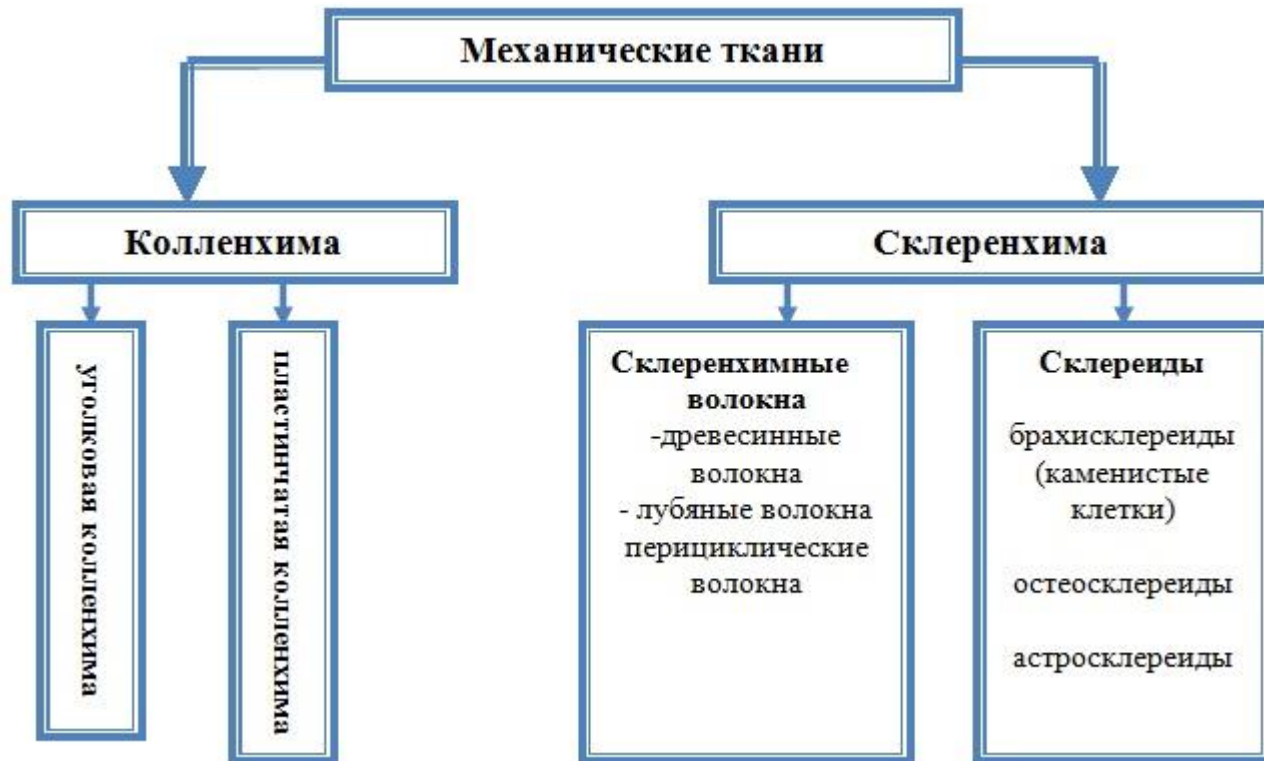 Механические ткани
Колленхима
Склеренхима
уголковая колленхима
пластинчатая колленхима
Склеренхимные
волокна
-древесинные
волокна
- лубяные волокна
перициклические
волокна
Склереиды
брахисклереиды
(каменистые
клетки)
остеосклереиды
астросклереиды